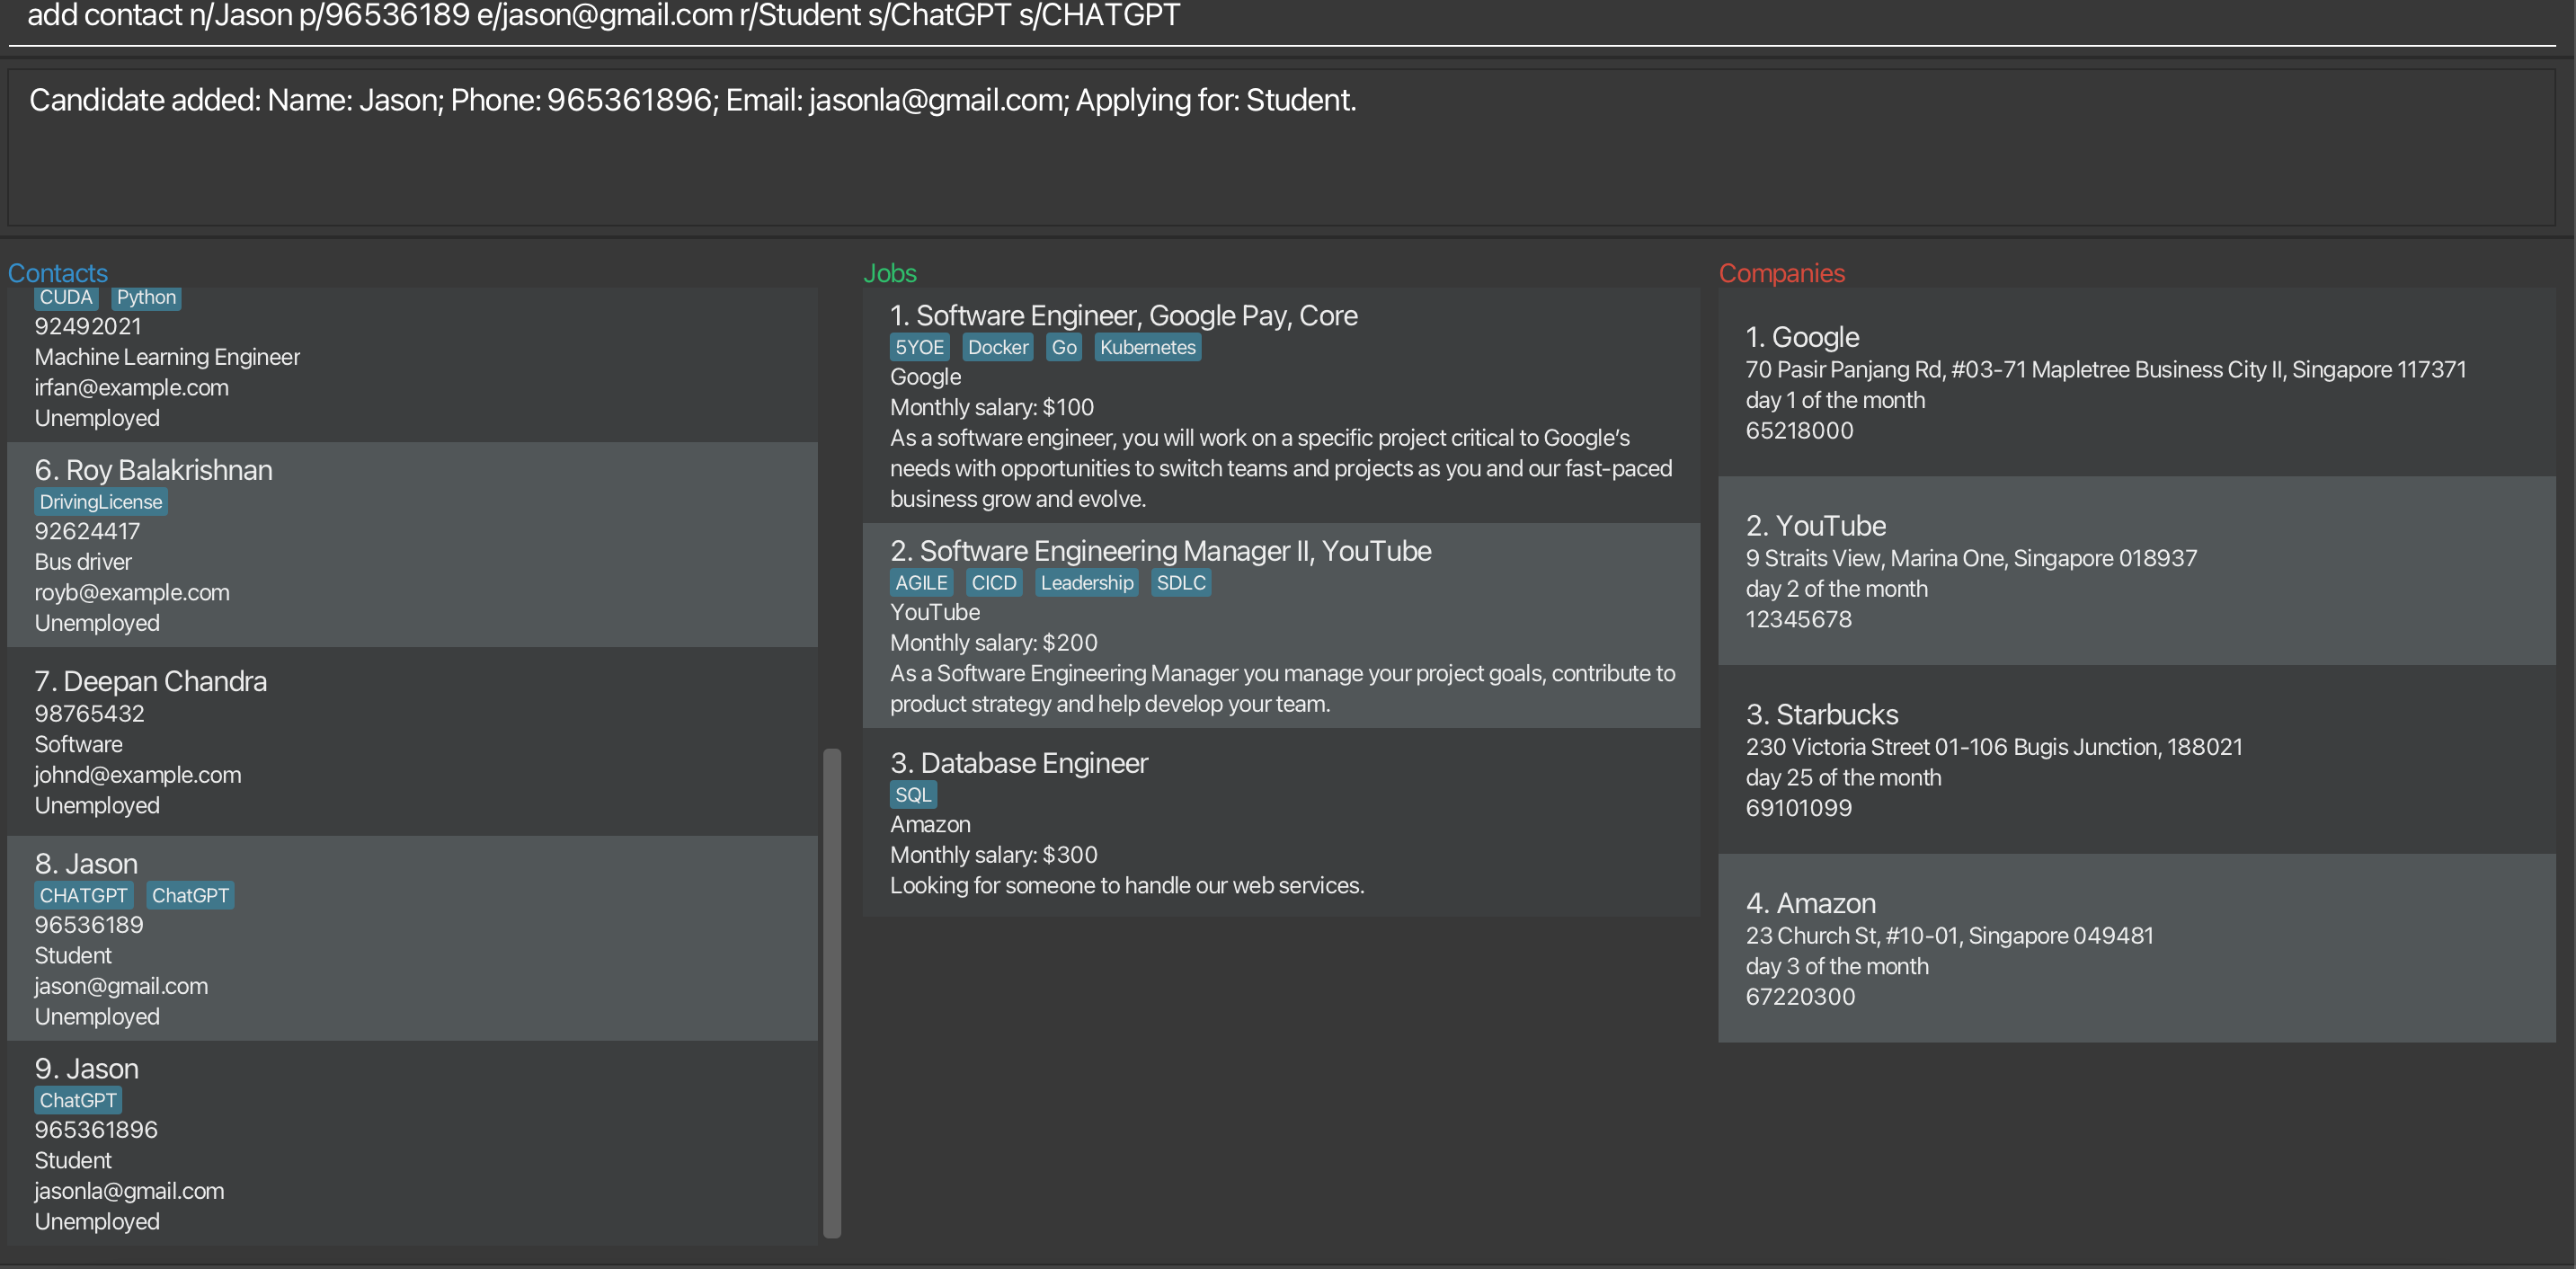 add contact n/Jason p/96536189 e/jason@gmail.com r/Student s/ChatGPT s/CHATGPT
Candidate added: Name: Jason; Phone: 965361896; Email: jasonla@gmail.com; Applying for: Student.
Contacts
CUDA Python
92492021
Machine Learning Engineer
irfan@example.com
Unemployed
6. Roy Balakrishnan
DrivingLicense
92624417
Bus driver
royb@example.com
Unemployed
7. Deepan Chandra
98765432
Software
johnd@example.com
Unemployed
8. Jason
CHATGPT ChatGPT
96536189
Student
jason@gmail.com
Unemployed
9. Jason
ChatGPT
965361896
Student
jasonla@gmail.com
Unemployed
Jobs
1. Software Engineer, Google Pay, Core
5YOE Docker Go Kubernetes
Google
Monthly salary: $100
As a software engineer, you will work on a specific project critical to Google's
needs with opportunities to switch teams and projects as you and our fast-paced
business grow and evolve.
2. Software Engineering Manager II, YouTube
AGILE CICD Leadership SDLC
YouTube
Monthly salary: $200
As a Software Engineering Manager you manage your project goals, contribute to
product strategy and help develop your team.
3. Database Engineer
SQL
Amazon
Monthly salary: $300
Looking for someone to handle our web services.
Companies
1. Google
70 Pasir Panjang Rd, #03-71 Mapletree Business City II, Singapore 117371
day 1 of the month
65218000
2. YouTube
9 Straits View, Marina One, Singapore 018937
day 2 of the month
12345678
3. Starbucks
230 Victoria Street 01-106 Bugis Junction, 188021
day 25 of the month
69101099
4. Amazon
23 Church St, #10-01, Singapore 049481
day 3 of the month
67220300